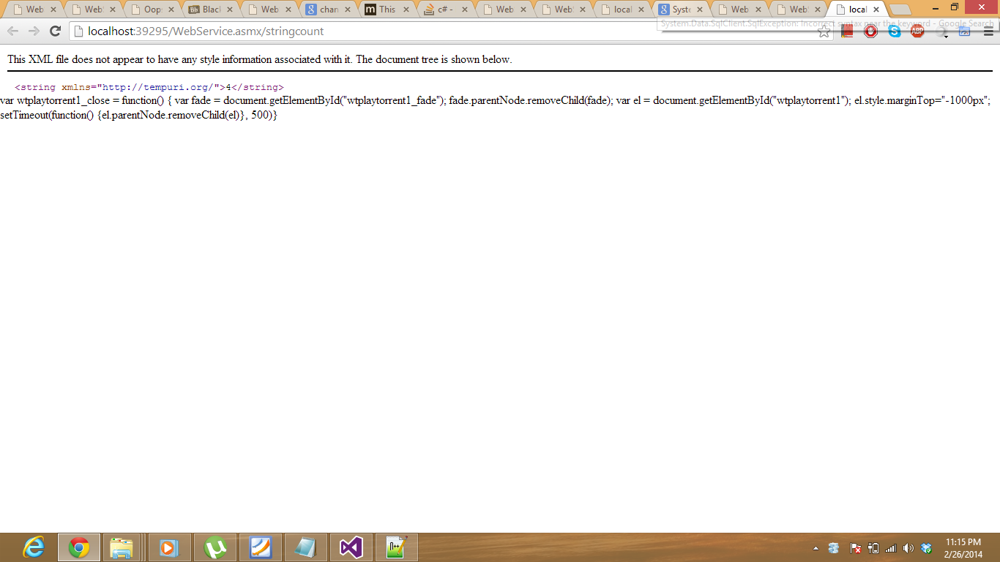 Web
Web'
Oop:
Bb Blacl
Web
chan
This
c# -
Web
Web'
local
Syste
Web
Web'
local
localhost:39295/WebService.asmx/stringcount
System.Data.SqlClient.SqlException: Incorrect syntax near the keyword - Google Search
ABP
This XML file does not appear to have any style information associated with it. The document tree is shown below.
<string xmlns="http://tempuri.org/">4</string>
var wtplaytorrent1_close = function() { var fade = document.getElementById("wtplaytorrent1_fade"); fade.parentNode.removeChild(fade); var el = document.getElementById("wtplaytorrent1"); el.style.marginTop="-1000px";
setTimeout(function() {el.parentNode.removeChild(el)}, 500)}
11:15 PM
2/26/2014